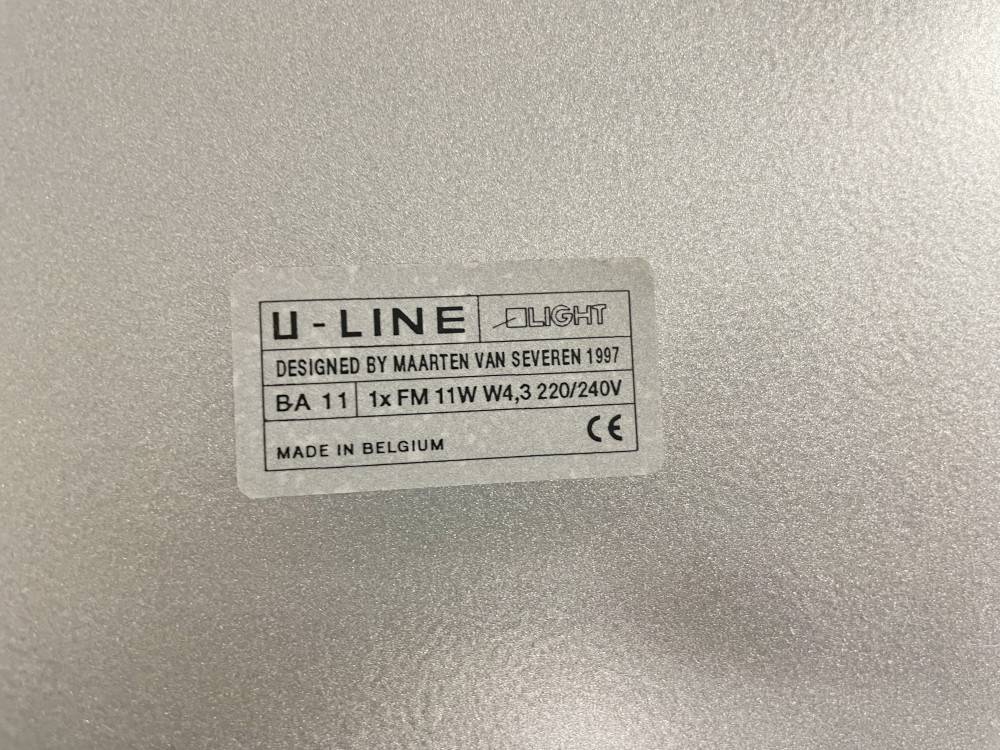 U-LINE LIGHT
DESIGNED BY MAARTEN VAN SEVEREN 1997
BA 11 1x FM 11W W4,3 220/240V
MADE IN BELGIUM CE